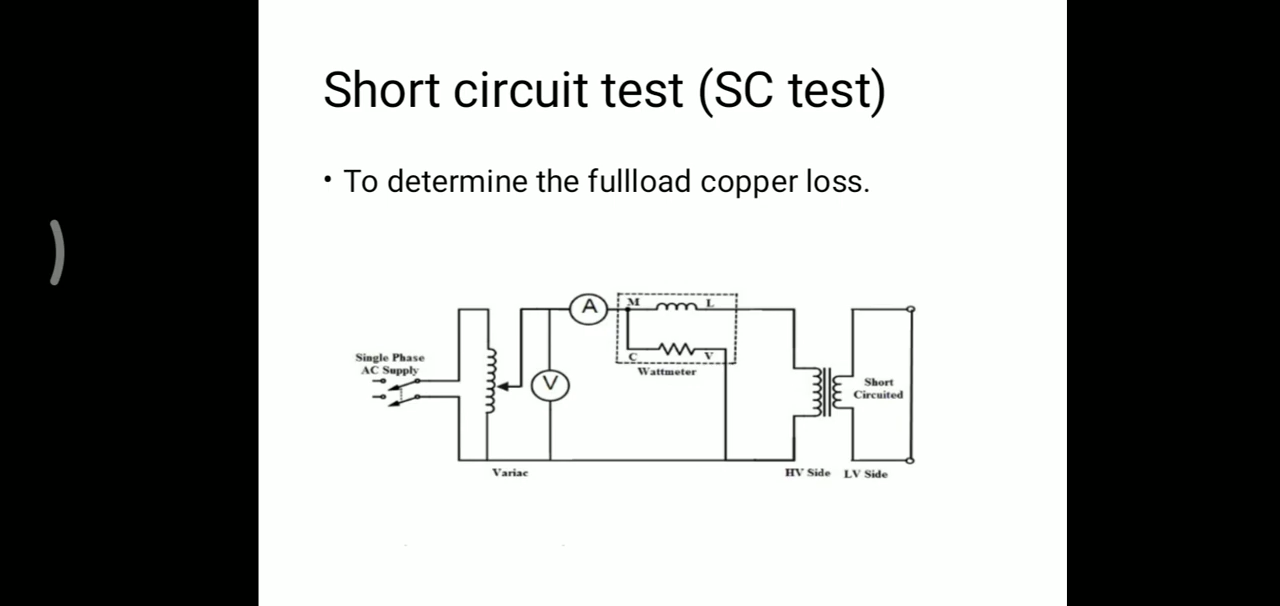 Short circuit test (SC test)
• To determine the fullload copper loss.
Single Phase
AC Supply
A
V
M
L
C
V
Wattmeter
Short
Circuited
Variac
HV Side
LV Side